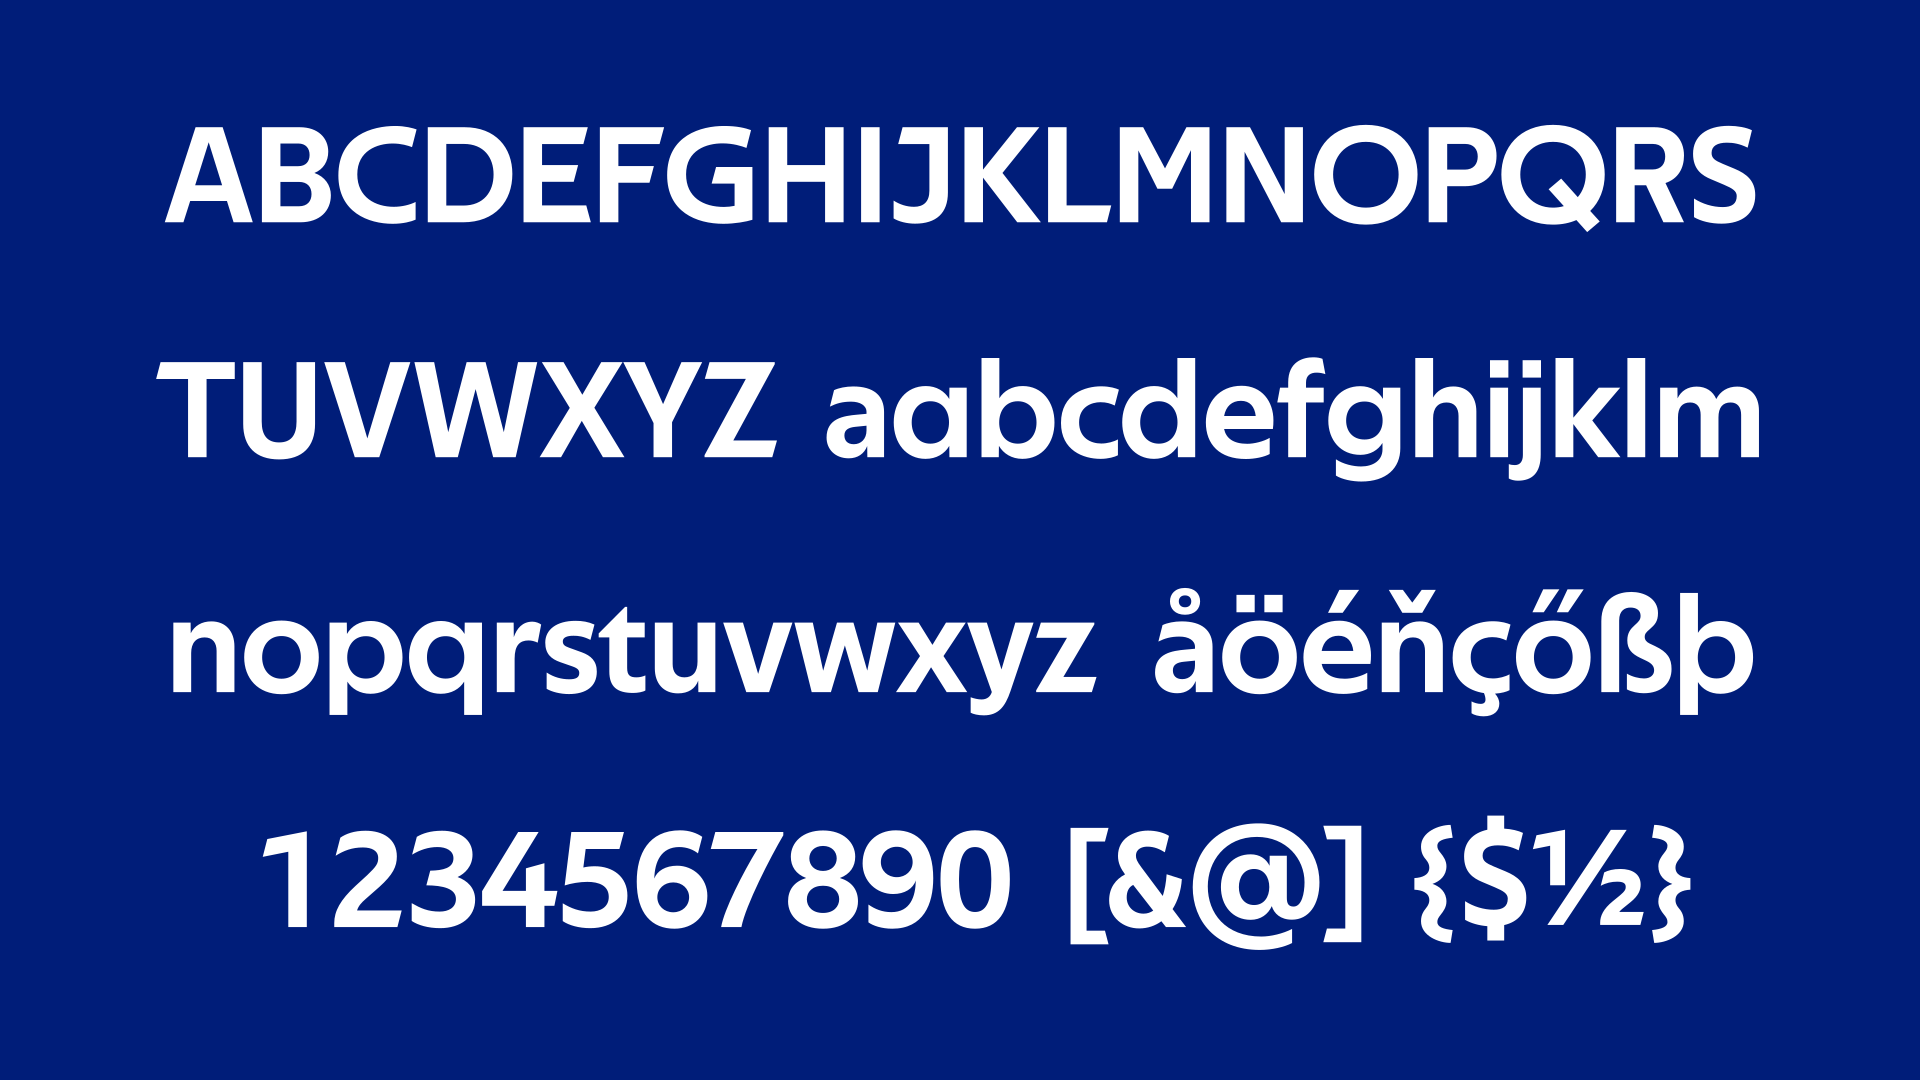 ABCDEFGHIJKLMNOPQRS
TUVWXYZ aɑbcdefghijklm
nopqrstuvwxyz åöéňçőßþ
1234567890 [&@] {$½}